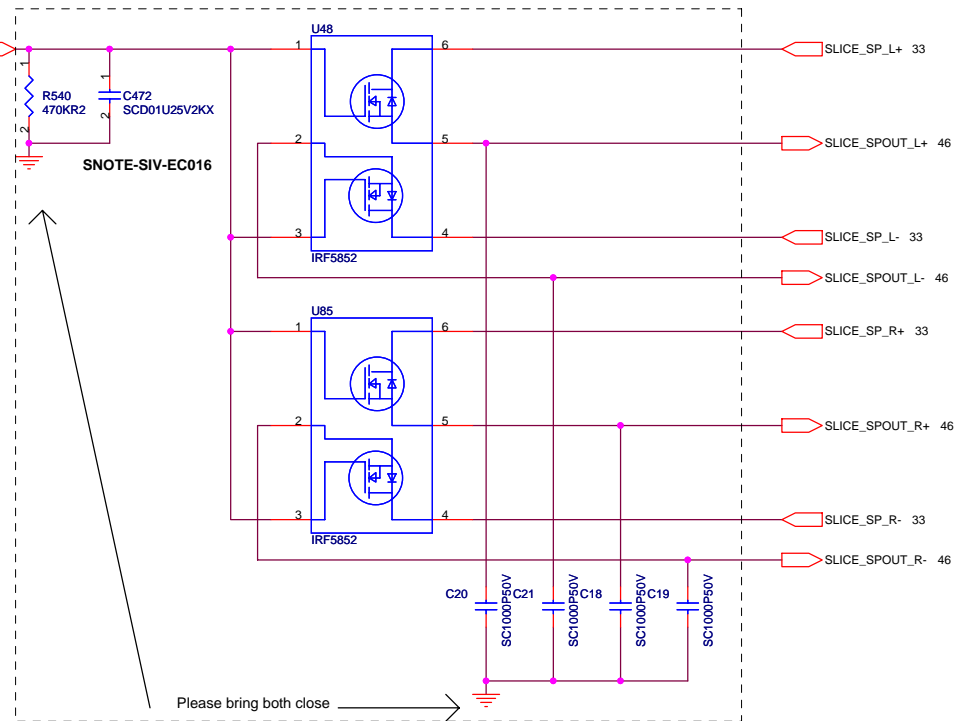 U48
1
6
SLICE_SP_L+ 33
1
R540
470KR2
2
1
C472
SCD01U25V2KX
2
2
5
SLICE_SPOUT_L+ 46
SNOTE-SIV-EC016
3
4
SLICE_SP_L- 33
IRF5852
SLICE_SPOUT_L- 46
U85
1
6
SLICE_SP_R+ 33
2
5
SLICE_SPOUT_R+ 46
3
4
SLICE_SP_R- 33
IRF5852
SLICE_SPOUT_R- 46
C20
SC1000P50V
C21
SC1000P50V
C18
SC1000P50V
C19
SC1000P50V
Please bring both close